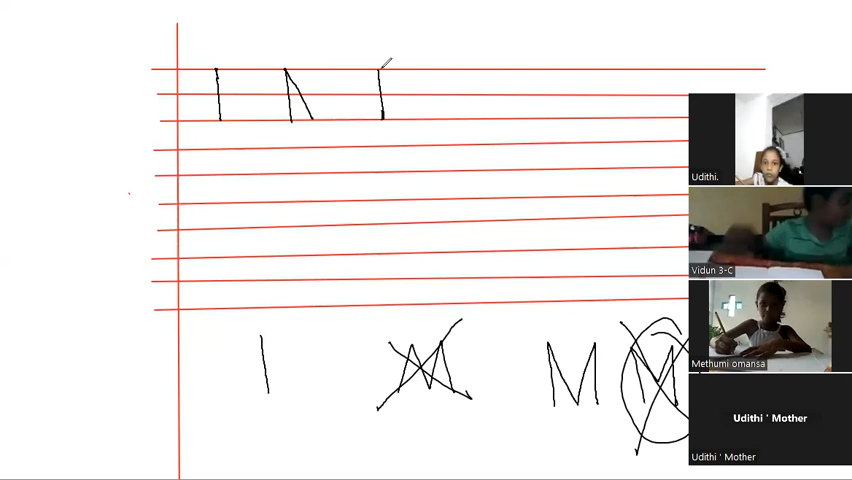 Udithi.
Vidun 3-C
Methumi omansa
Udithi ' Mother
Udithi ' Mother
M